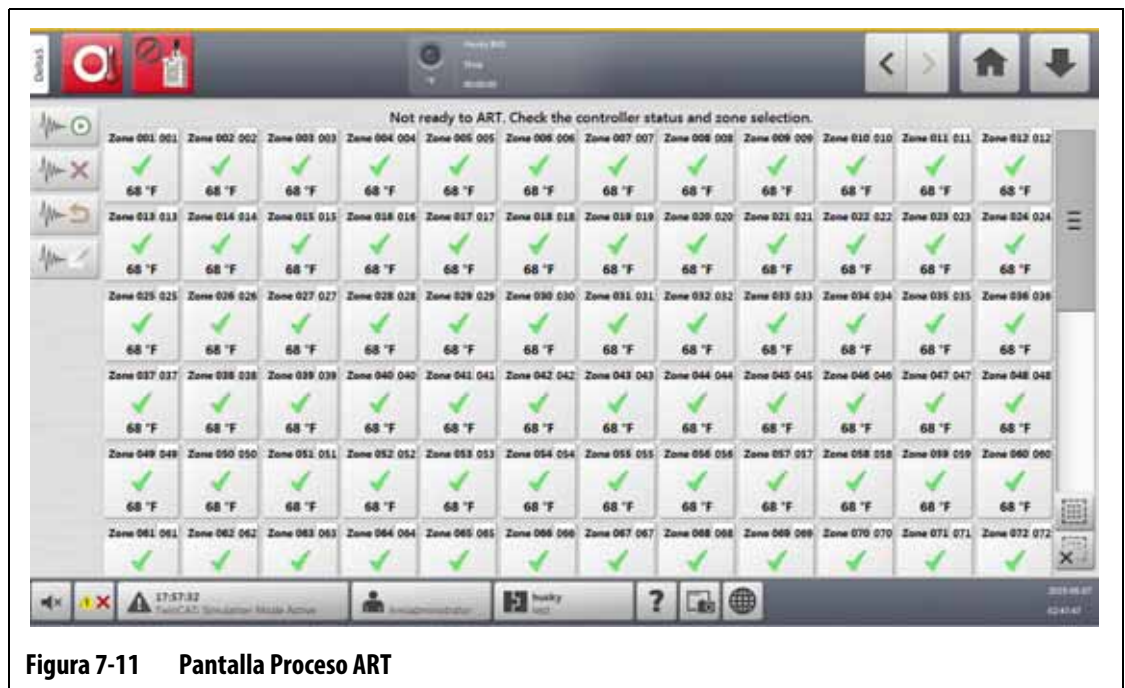 DeltaS
Not ready to ART. Check the controller status and zone selection.
Zone 001 001 Zone 002 002 Zone 003 003 Zone 004 004 Zone 005 005 Zone 006 006 Zone 007 007 Zone 008 008 Zone 009 009 Zone 010 010 Zone 011 011 Zone 012 012
68 °F 68 °F 68 °F 68 °F 68 °F 68 °F 68 °F 68 °F 68 °F 68 °F 68 °F 68 °F
Zone 013 013 Zone 014 014 Zone 015 015 Zone 016 016 Zone 017 017 Zone 018 018 Zone 019 019 Zone 020 020 Zone 021 021 Zone 022 022 Zone 023 023 Zone 024 024
68 °F 68 °F 68 °F 68 °F 68 °F 68 °F 68 °F 68 °F 68 °F 68 °F 68 °F 68 °F
Zone 025 025 Zone 026 026 Zone 027 027 Zone 028 028 Zone 029 029 Zone 030 030 Zone 031 031 Zone 032 032 Zone 033 033 Zone 034 034 Zone 035 035 Zone 036 036
68 °F 68 °F 68 °F 68 °F 68 °F 68 °F 68 °F 68 °F 68 °F 68 °F 68 °F 68 °F
Zone 037 037 Zone 038 038 Zone 039 039 Zone 040 040 Zone 041 041 Zone 042 042 Zone 043 043 Zone 044 044 Zone 045 045 Zone 046 046 Zone 047 047 Zone 048 048
68 °F 68 °F 68 °F 68 °F 68 °F 68 °F 68 °F 68 °F 68 °F 68 °F 68 °F 68 °F
Zone 049 049 Zone 050 050 Zone 051 051 Zone 052 052 Zone 053 053 Zone 054 054 Zone 055 055 Zone 056 056 Zone 057 057 Zone 058 058 Zone 059 059 Zone 060 060
68 °F 68 °F 68 °F 68 °F 68 °F 68 °F 68 °F 68 °F 68 °F 68 °F 68 °F 68 °F
Zone 061 061 Zone 062 062 Zone 063 063 Zone 064 064 Zone 065 065 Zone 066 066 Zone 067 067 Zone 068 068 Zone 069 069 Zone 070 070 Zone 071 071 Zone 072 072
17:57:32
TwinCAT Simulation Mode Active
husky
?
Figura 7-11 Pantalla Proceso ART